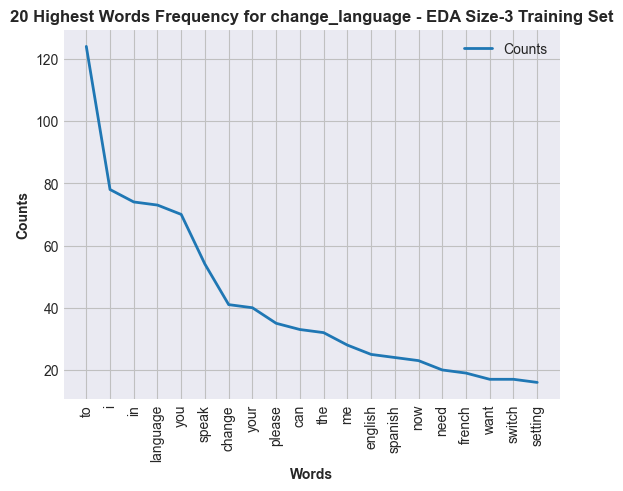 20 Highest Words Frequency for change_language - EDA Size-3 Training Set
Counts
Counts
120
100
80
60
40
20
to
i
in
language
you
speak
change
your
please
can
the
me
english
spanish
now
need
french
want
switch
setting
Words